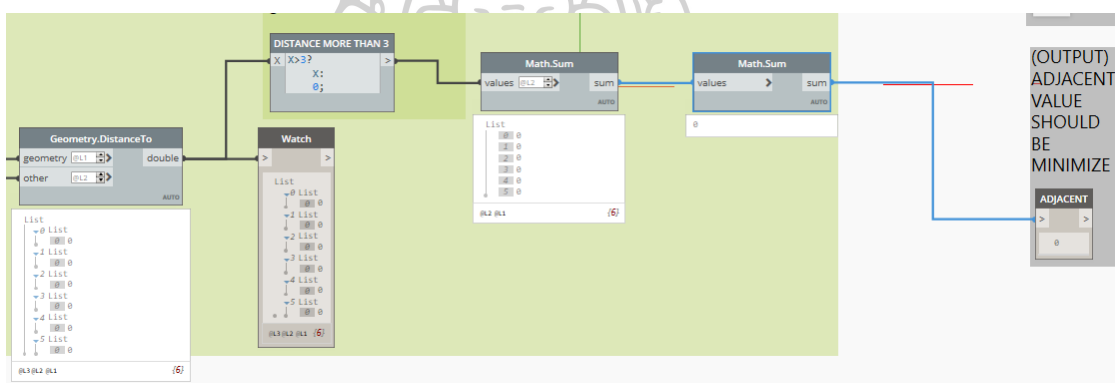 DISTANCE MORE THAN 3
X X>3? >
X:
0;
Math.Sum
values @L2 > sum
AUTO
List
0 0
1 0
2 0
3 0
4 0
5 0
@L2 @L1 {6}
Math.Sum
values > sum
AUTO
0
(OUTPUT)
ADJACENT
VALUE
SHOULD
BE
MINIMIZE
ADJACENT
> >
0
Geometry.DistanceTo
geometry @L1 > double
other @L2 >
AUTO
List
0 List
0 0
1 List
0 0
2 List
0 0
3 List
0 0
4 List
0 0
5 List
0 0
@L3 @L2 @L1 {6}
Watch
> >
List
0 List
0 0
1 List
0 0
2 List
0 0
3 List
0 0
4 List
0 0
5 List
0 0
@L3 @L2 @L1 {6}